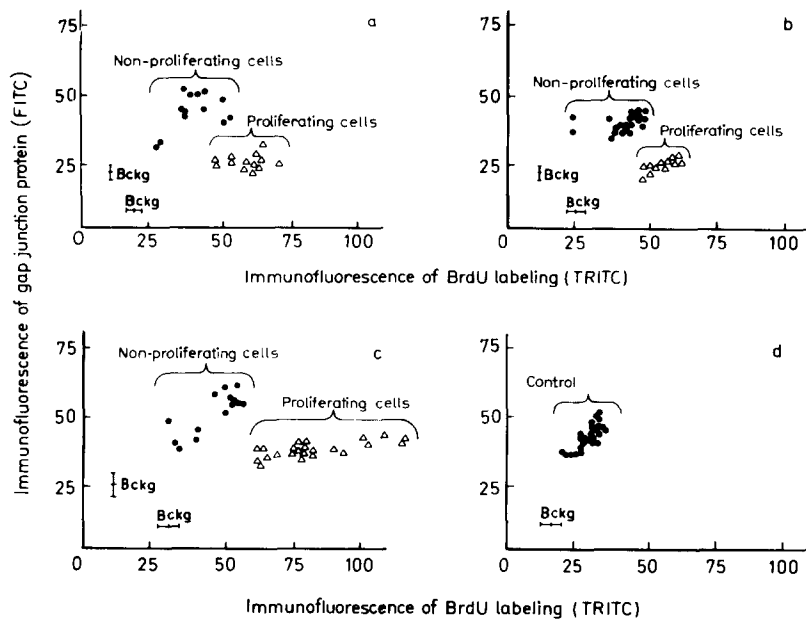 Immunofluorescence of gap junction protein (FITC)
75
a
Non-proliferating cells
50
Proliferating cells
25
Bckg
Bckg
25 50 75 100
75
b
Non-proliferating cells
50
Proliferating cells
25
Bckg
Bckg
0 25 50 75 100
Immunofluorescence of BrdU labeling (TRITC)
75
c
Non-proliferating cells
Proliferating cells
50
25
Bckg
Bckg
0 25 50 75 100
75
d
Control
50
25
Bckg
0 25 50 75 100
Immunofluorescence of BrdU labeling (TRITC)